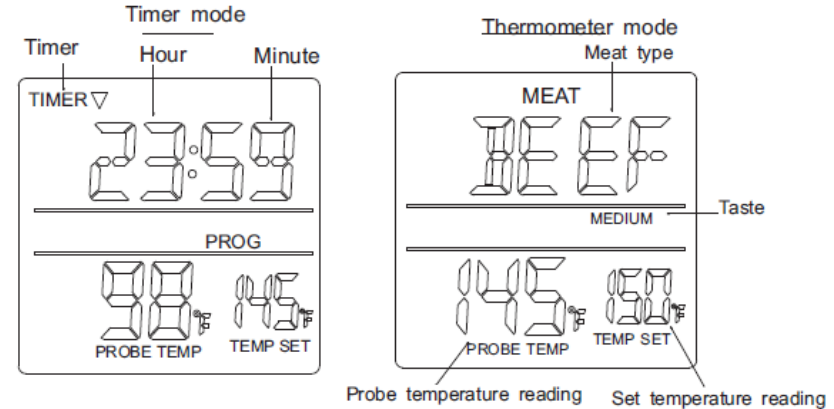 Timer mode
Timer
Hour
Minute
TIMER▽
23:59
PROG
98°F
145°F
PROBE TEMP
TEMP SET
Thermometer mode
Meat type
MEAT
BEEF
MEDIUM
Taste
145°F
150°F
PROBE TEMP
TEMP SET
Probe temperature reading
Set temperature reading